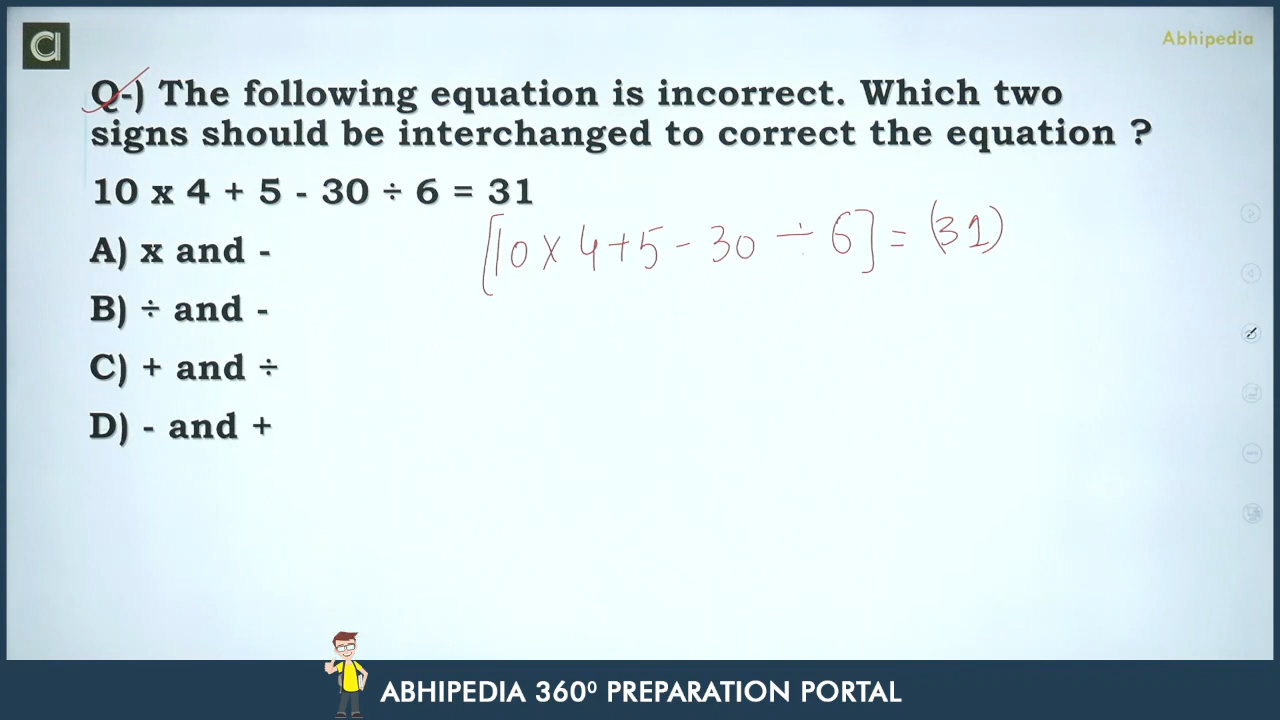 Abhipedia
Q-) The following equation is incorrect. Which two
signs should be interchanged to correct the equation ?
10 x 4 + 5 - 30 ÷ 6 = 31
[10 × 4 + 5 - 30 ÷ 6] = (31)
A) x and -
B) ÷ and -
C) + and ÷
D) - and +
ABHIPEDIA 360⁰ PREPARATION PORTAL